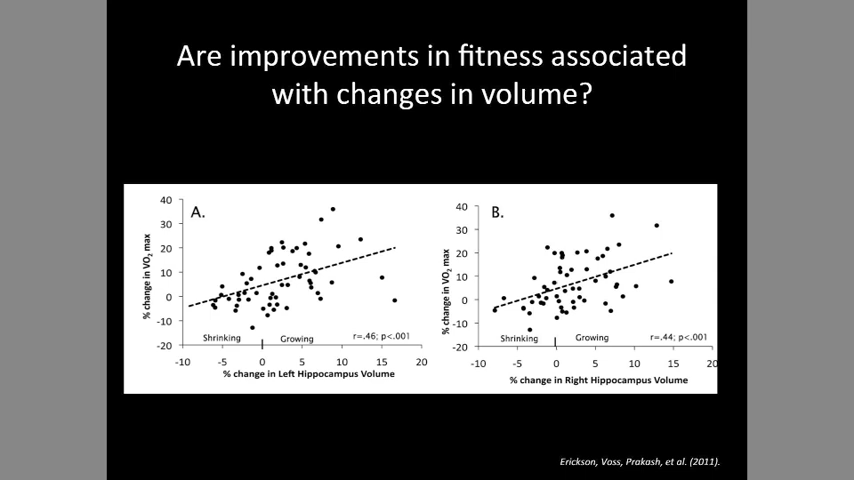 Are improvements in fitness associated
with changes in volume?
A.
% change in VO2 max
40
30
20
10
0
-10
-20
Shrinking
Growing
r=.46; p<.001
-10
-5
0
5
10
15
20
% change in Left Hippocampus Volume
B.
% change in VO2 max
40
30
20
10
0
-10
-20
Shrinking
Growing
r=.44; p<.001
-10
-5
0
5
10
15
20
% change in Right Hippocampus Volume
Erickson, Voss, Prakash, et al. (2011).